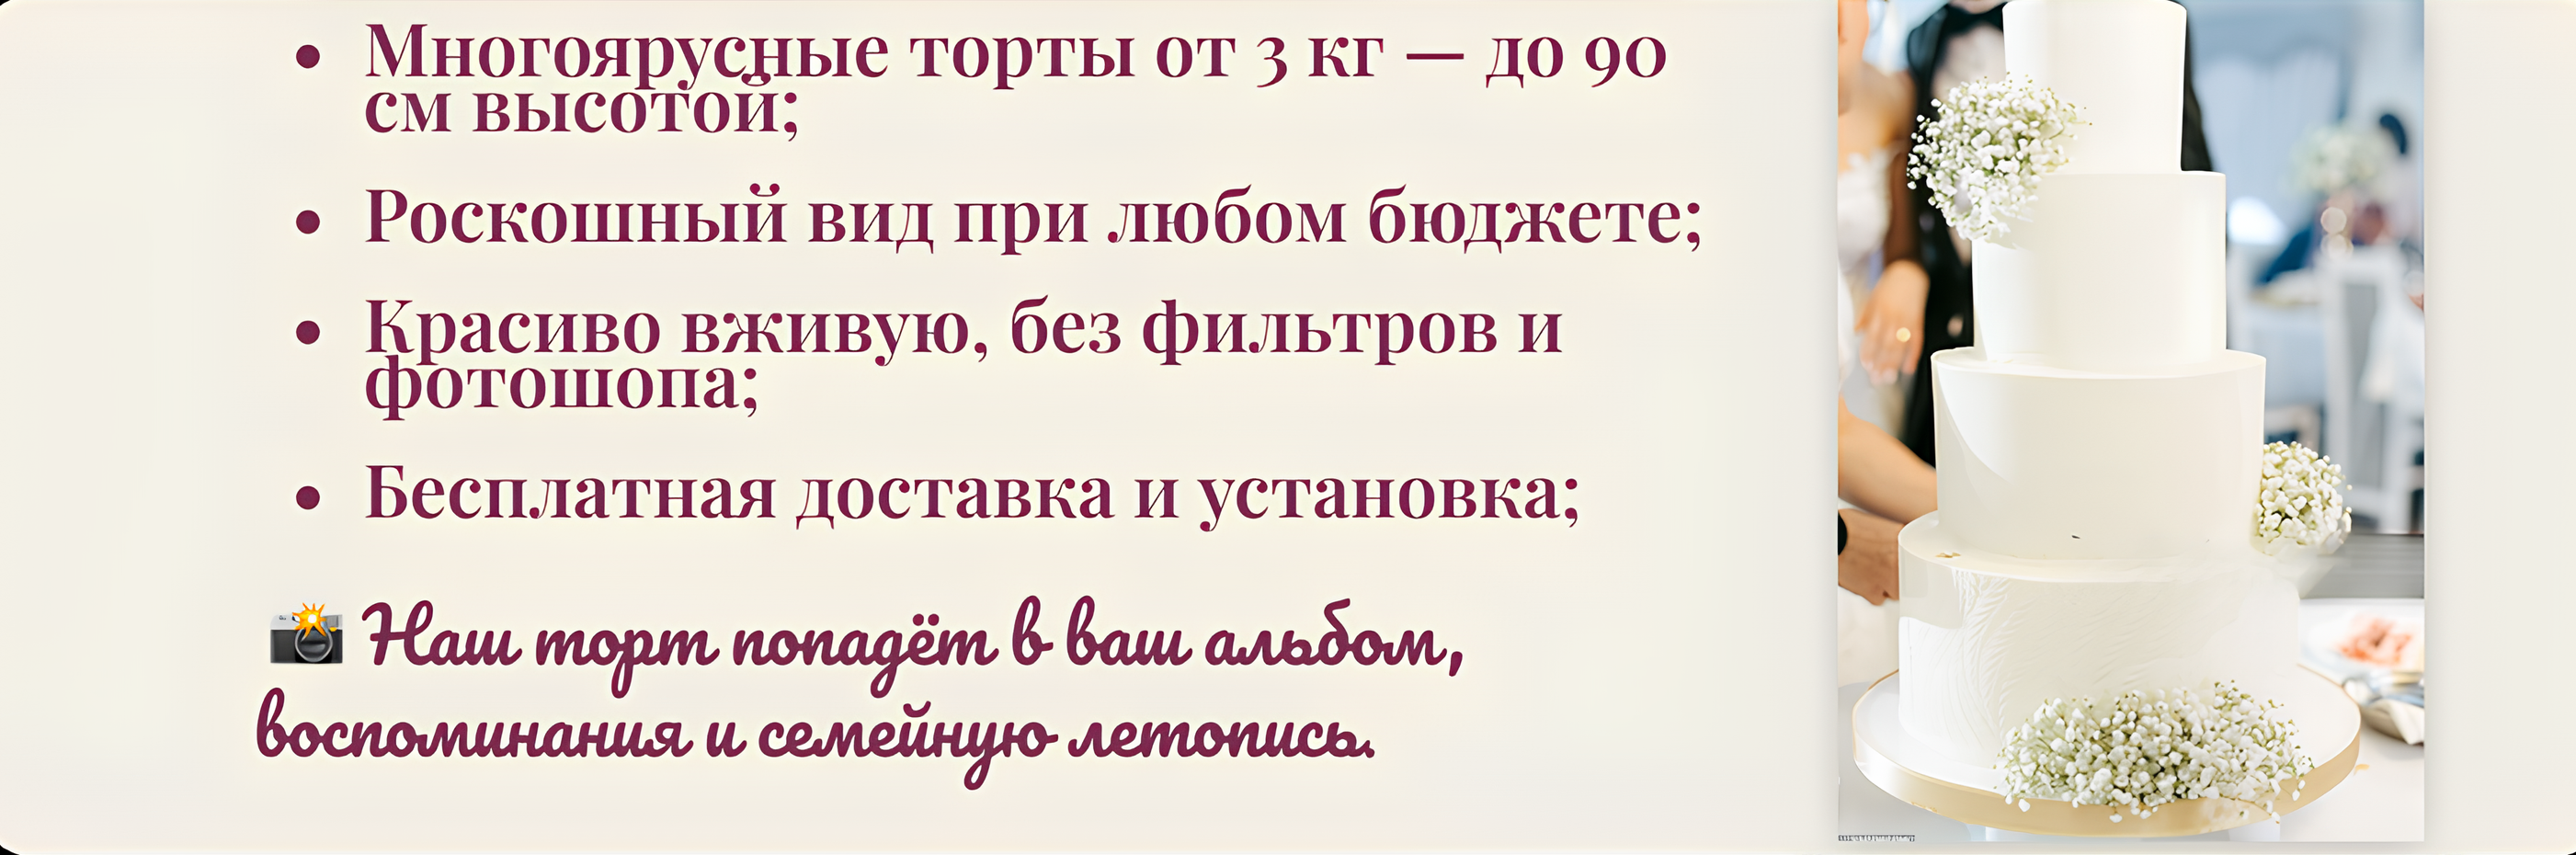 • Многоярусные торты от 3 кг — до 90
см высотой;
• Роскошный вид при любом бюджете;
• Красиво вживую, без фильтров и
фотошопа;
• Бесплатная доставка и установка;
📸 Наш торт попадёт в ваш альбом,
воспоминания и семейную летопись.